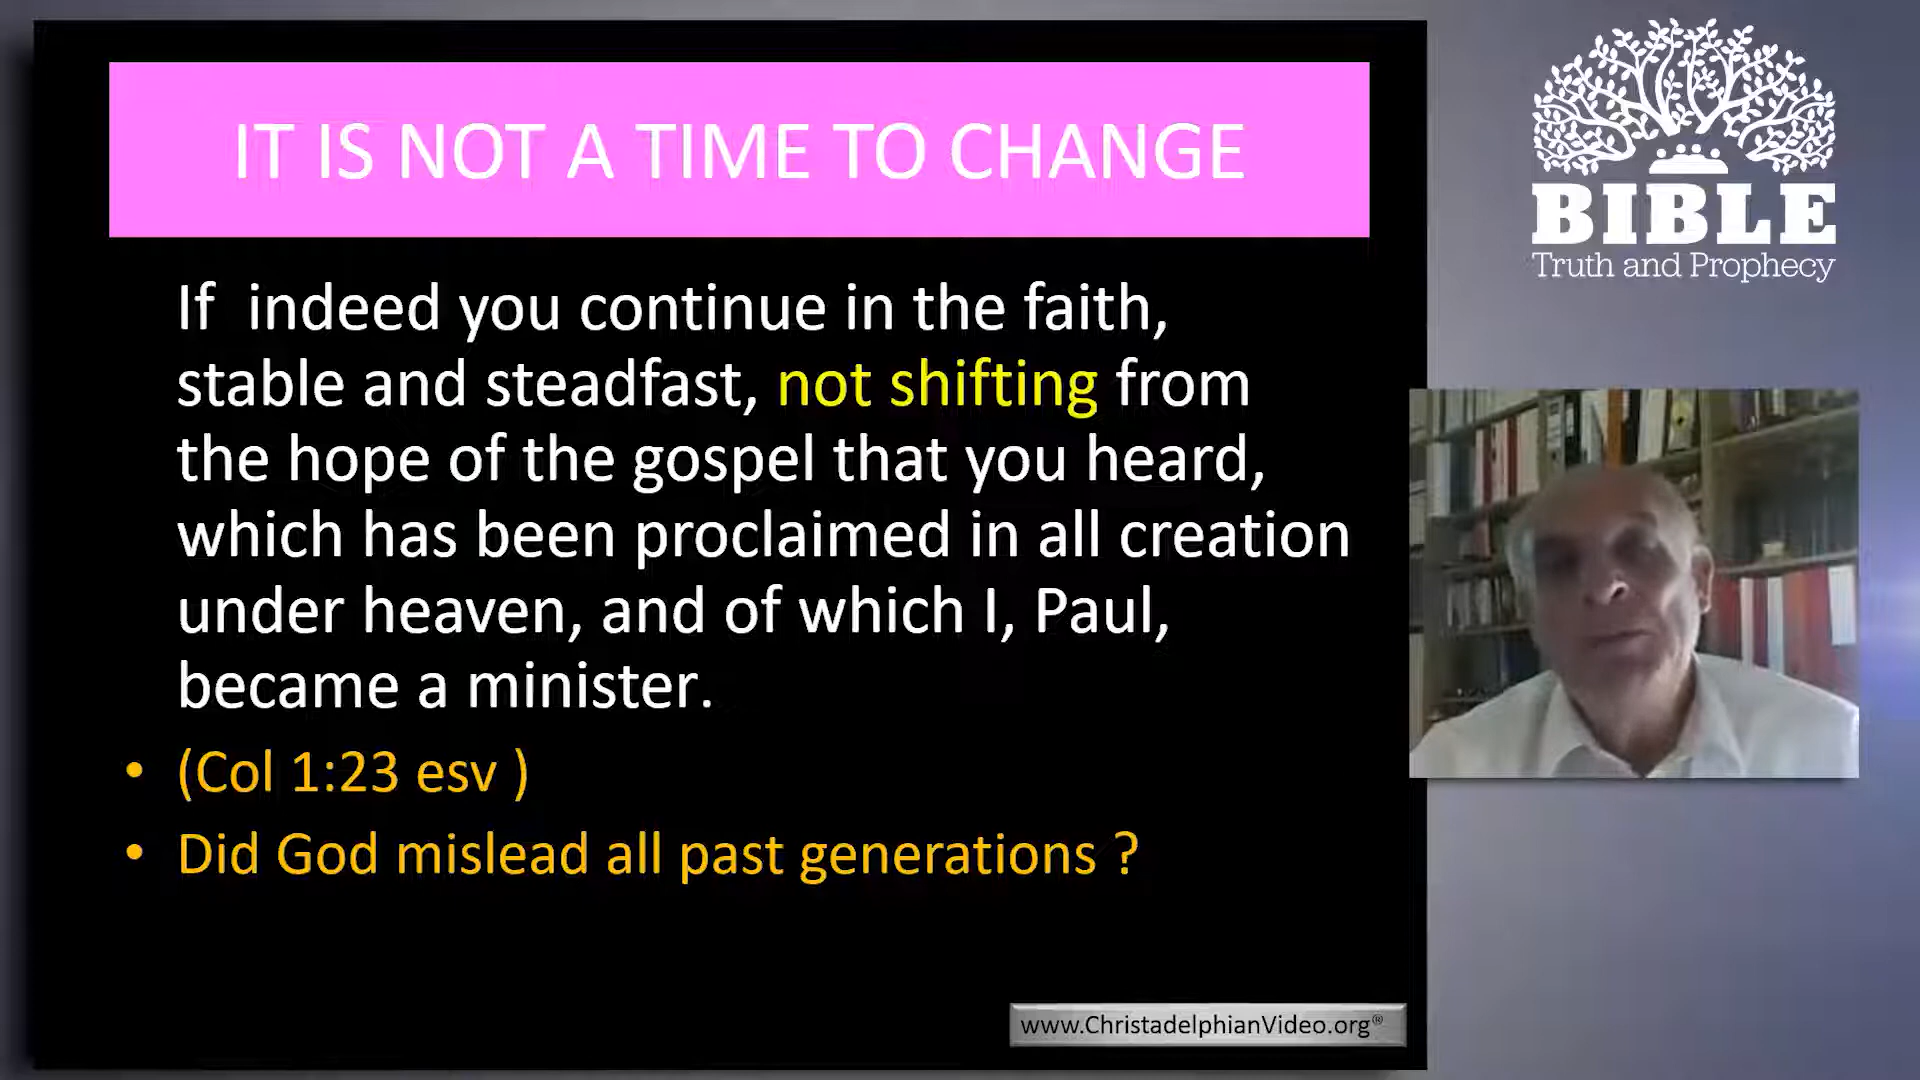 IT IS NOT A TIME TO CHANGE
If  indeed you continue in the faith,
stable and steadfast, not shifting from
the hope of the gospel that you heard,
which has been proclaimed in all creation
under heaven, and of which I, Paul,
became a minister.
• (Col 1:23 esv )
• Did God mislead all past generations ?
www.ChristadelphianVideo.org®
BIBLE
Truth and Prophecy